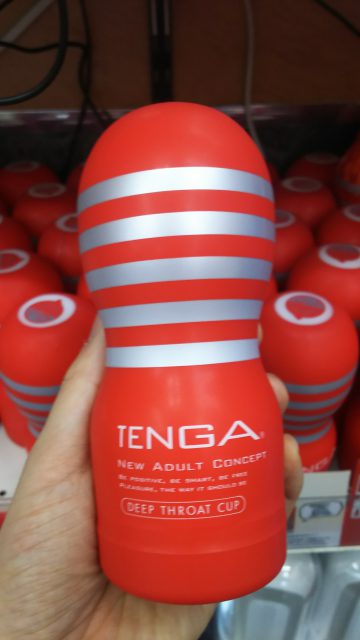 TENGA®
NEW ADULT CONCEPT
BE POSITIVE, BE SMART, BE FREE
PLEASURE, THE WAY IT SHOULD BE
DEEP THROAT CUP